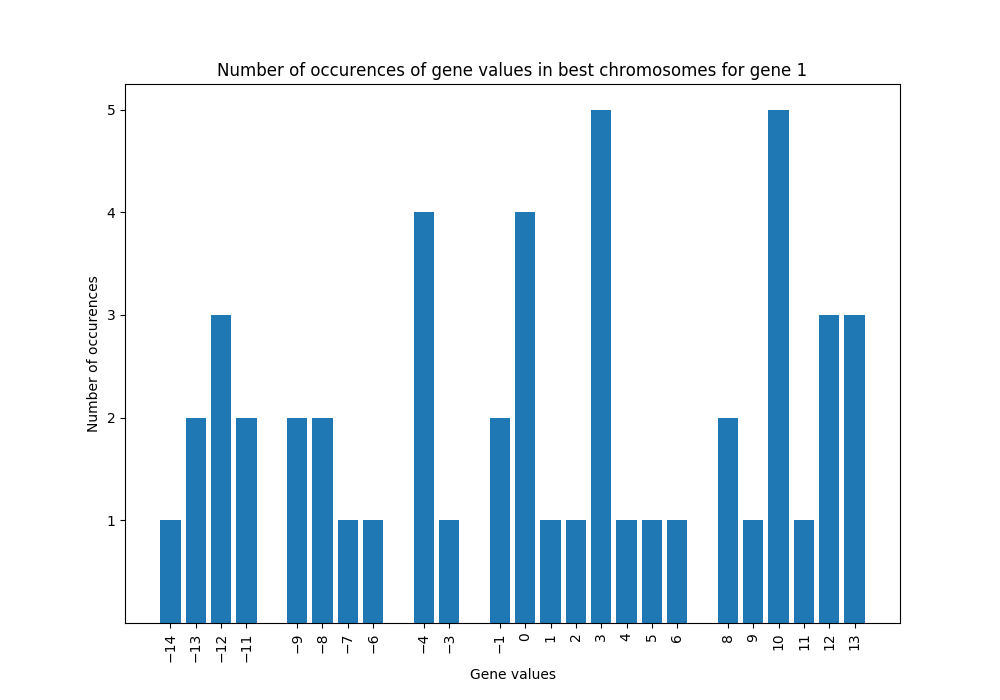 Number of occurences of gene values in best chromosomes for gene 1
Number of occurences
5
4
3
2
1
−14 −13 −12 −11 −9 −8 −7 −6 −4 −3 −1 0 1 2 3 4 5 6 8 9 10 11 12 13
Gene values